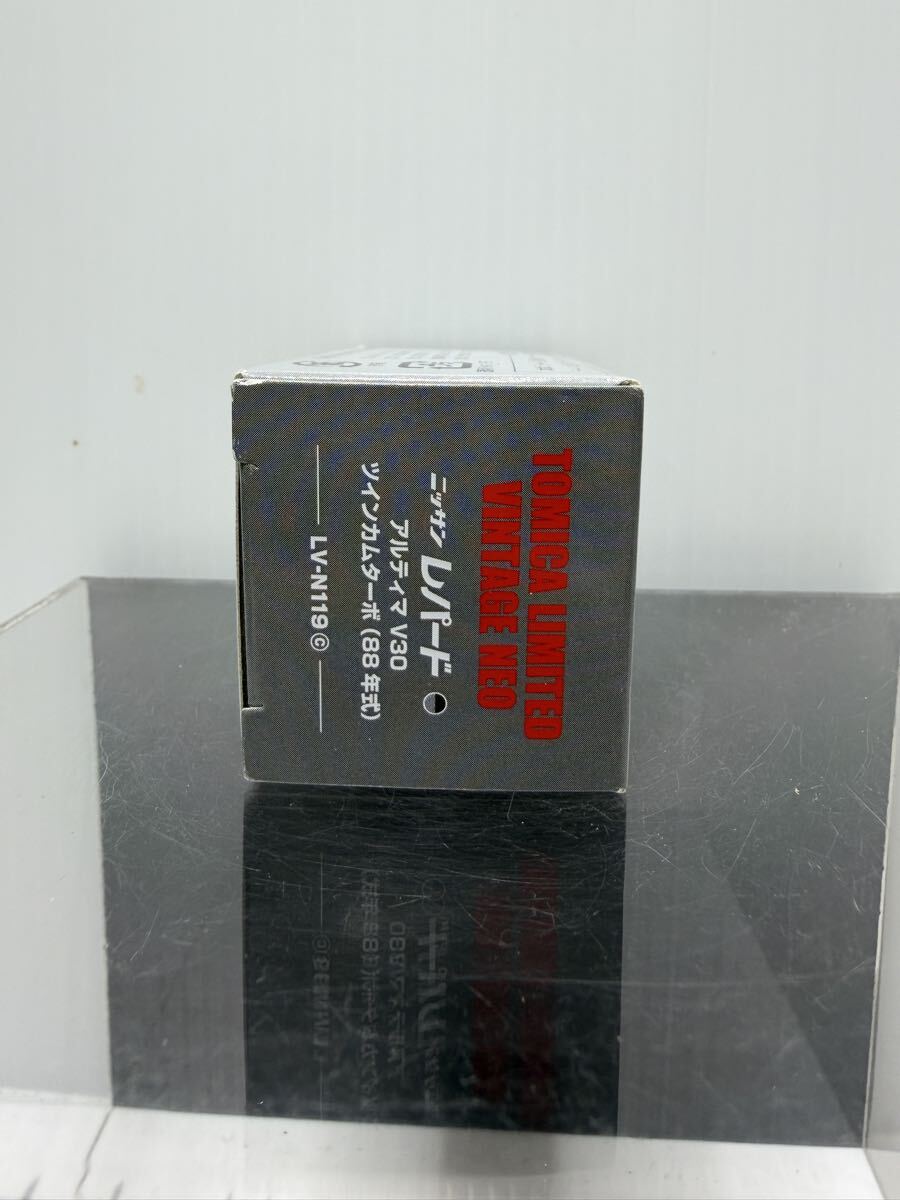 TOMICA LIMITED
VINTAGE NEO
ニッサン レパード
アルティマ V30
ツインカムターボ (88 年式)
LV-N119 ©